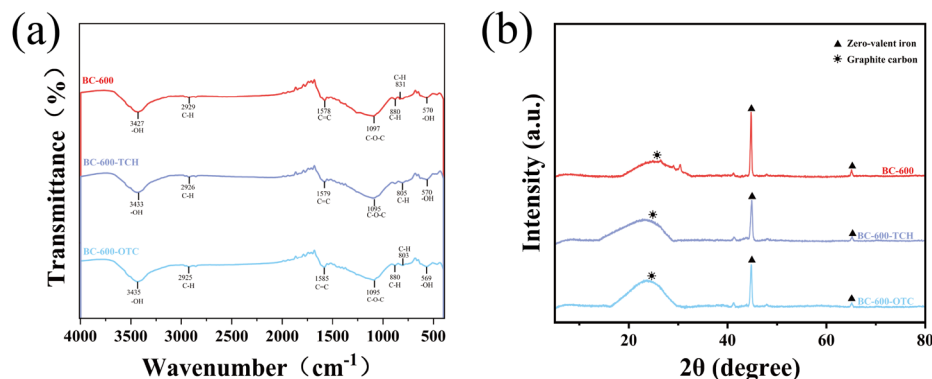 (a)
Transmittance（%）
BC-600
3427
-OH
2929
C-H
1578
C=C
1097
C-O-C
880
C-H
C-H
831
570
-OH
BC-600-TCH
3433
-OH
2926
C-H
1579
C=C
1095
C-O-C
805
C-H
570
-OH
BC-600-OTC
3435
-OH
2925
C-H
1585
C=C
1095
C-O-C
880
C-H
C-H
803
569
-OH
4000 3500 3000 2500 2000 1500 1000 500
Wavenumber（cm-1）
(b)
Intensity (a.u.)
▲ Zero-valent iron
✷ Graphite carbon
BC-600
BC-600-TCH
BC-600-OTC
20 40 60 80
2θ (degree)